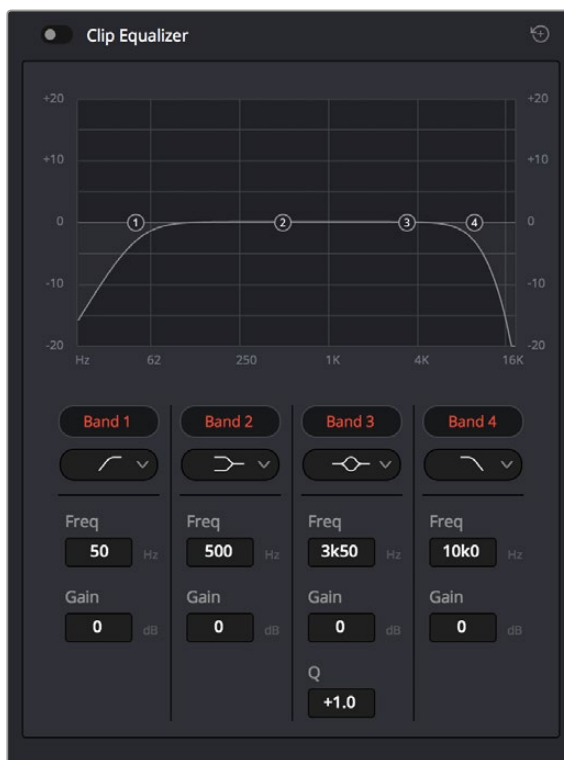 Clip Equalizer
+20 +20
+10 +10
0 1 2 3 4 0
-10 -10
-20 -20
Hz 62 250 1K 4K 16K
Band 1 Band 2 Band 3 Band 4
Freq Freq Freq Freq
50 Hz 500 Hz 3k50 Hz 10k0 Hz
Gain Gain Gain Gain
0 dB 0 dB 0 dB 0 dB
Q
+1.0